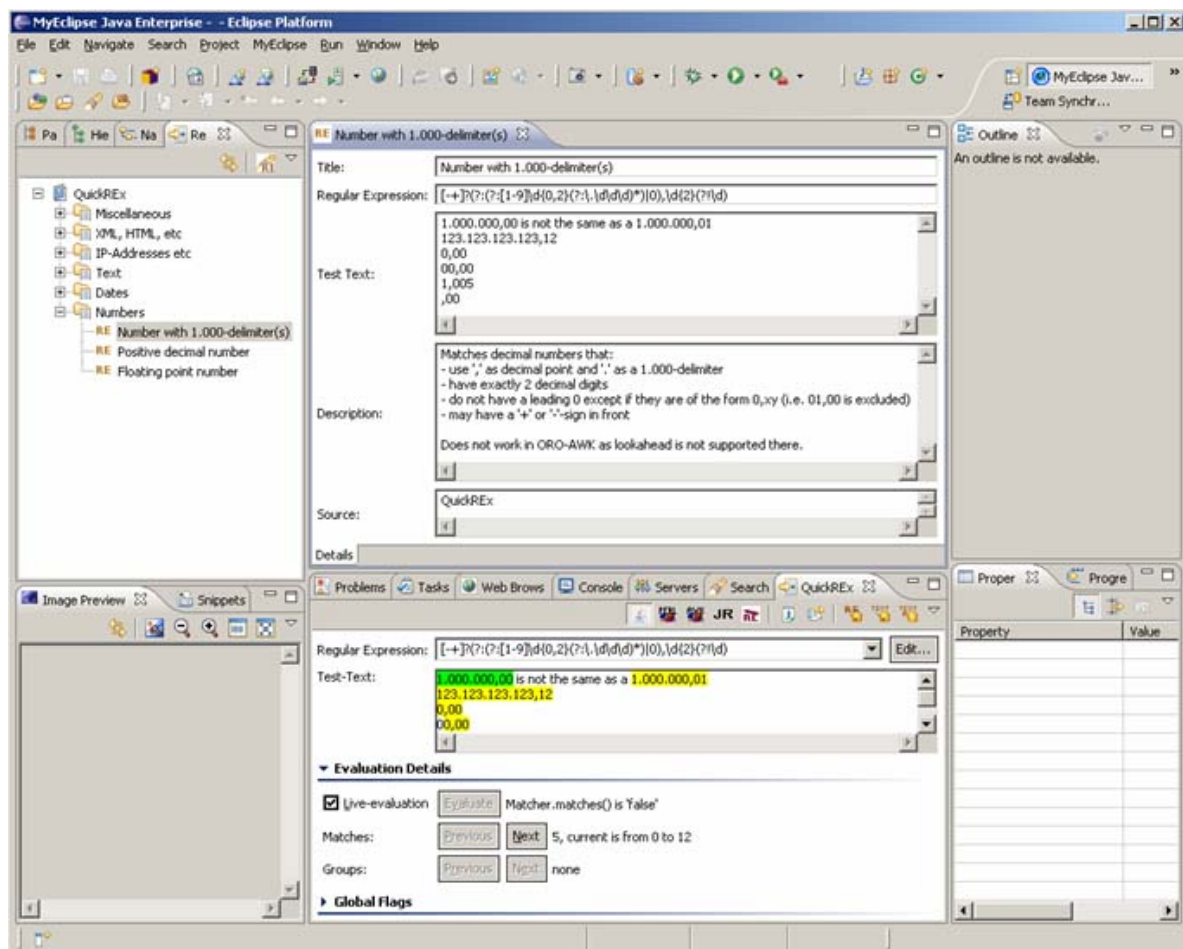 MyEclipse Java Enterprise - - Eclipse Platform
File Edit Navigate Search Project MyEclipse Run Window Help
MyEclipse Jav...
Team Synchr...
Pa Hie Na Re
QuickREx
Miscellaneous
XML, HTML, etc
IP-Addresses etc
Text
Dates
Numbers
RE Number with 1.000-delimiter(s)
RE Positive decimal number
RE Floating point number
RE Number with 1.000-delimiter(s)
Title: Number with 1.000-delimiter(s)
Regular Expression: [-+]?(?:(?:[1-9]\d{0,2}(?:\.\d\d\d)*)|0),\d{2}(?!\d)
Test Text:
1.000.000,00 is not the same as a 1.000.000,01
123.123.123.123,12
0,00
00,00
1,005
,00
Description:
Matches decimal numbers that:
- use ',' as decimal point and '.' as a 1.000-delimiter
- have exactly 2 decimal digits
- do not have a leading 0 except if they are of the form 0,xy (i.e. 01,00 is excluded)
- may have a '+' or '-'-sign in front
Does not work in ORO-AWK as lookahead is not supported there.
Source: QuickREx
Details
Outline
An outline is not available.
Image Preview Snippets
Problems Tasks Web Brows Console Servers Search QuickREx
JR
Regular Expression: [-+]?(?:(?:[1-9]\d{0,2}(?:\.\d\d\d)*)|0),\d{2}(?!\d) Edit...
Test-Text:
1.000.000,00 is not the same as a 1.000.000,01
123.123.123.123,12
0,00
00,00
Evaluation Details
Live-evaluation Evaluate Matcher.matches() is 'false'
Matches: Previous Next 5, current is from 0 to 12
Groups: Previous Next none
Global Flags
Proper Progre
Property Value